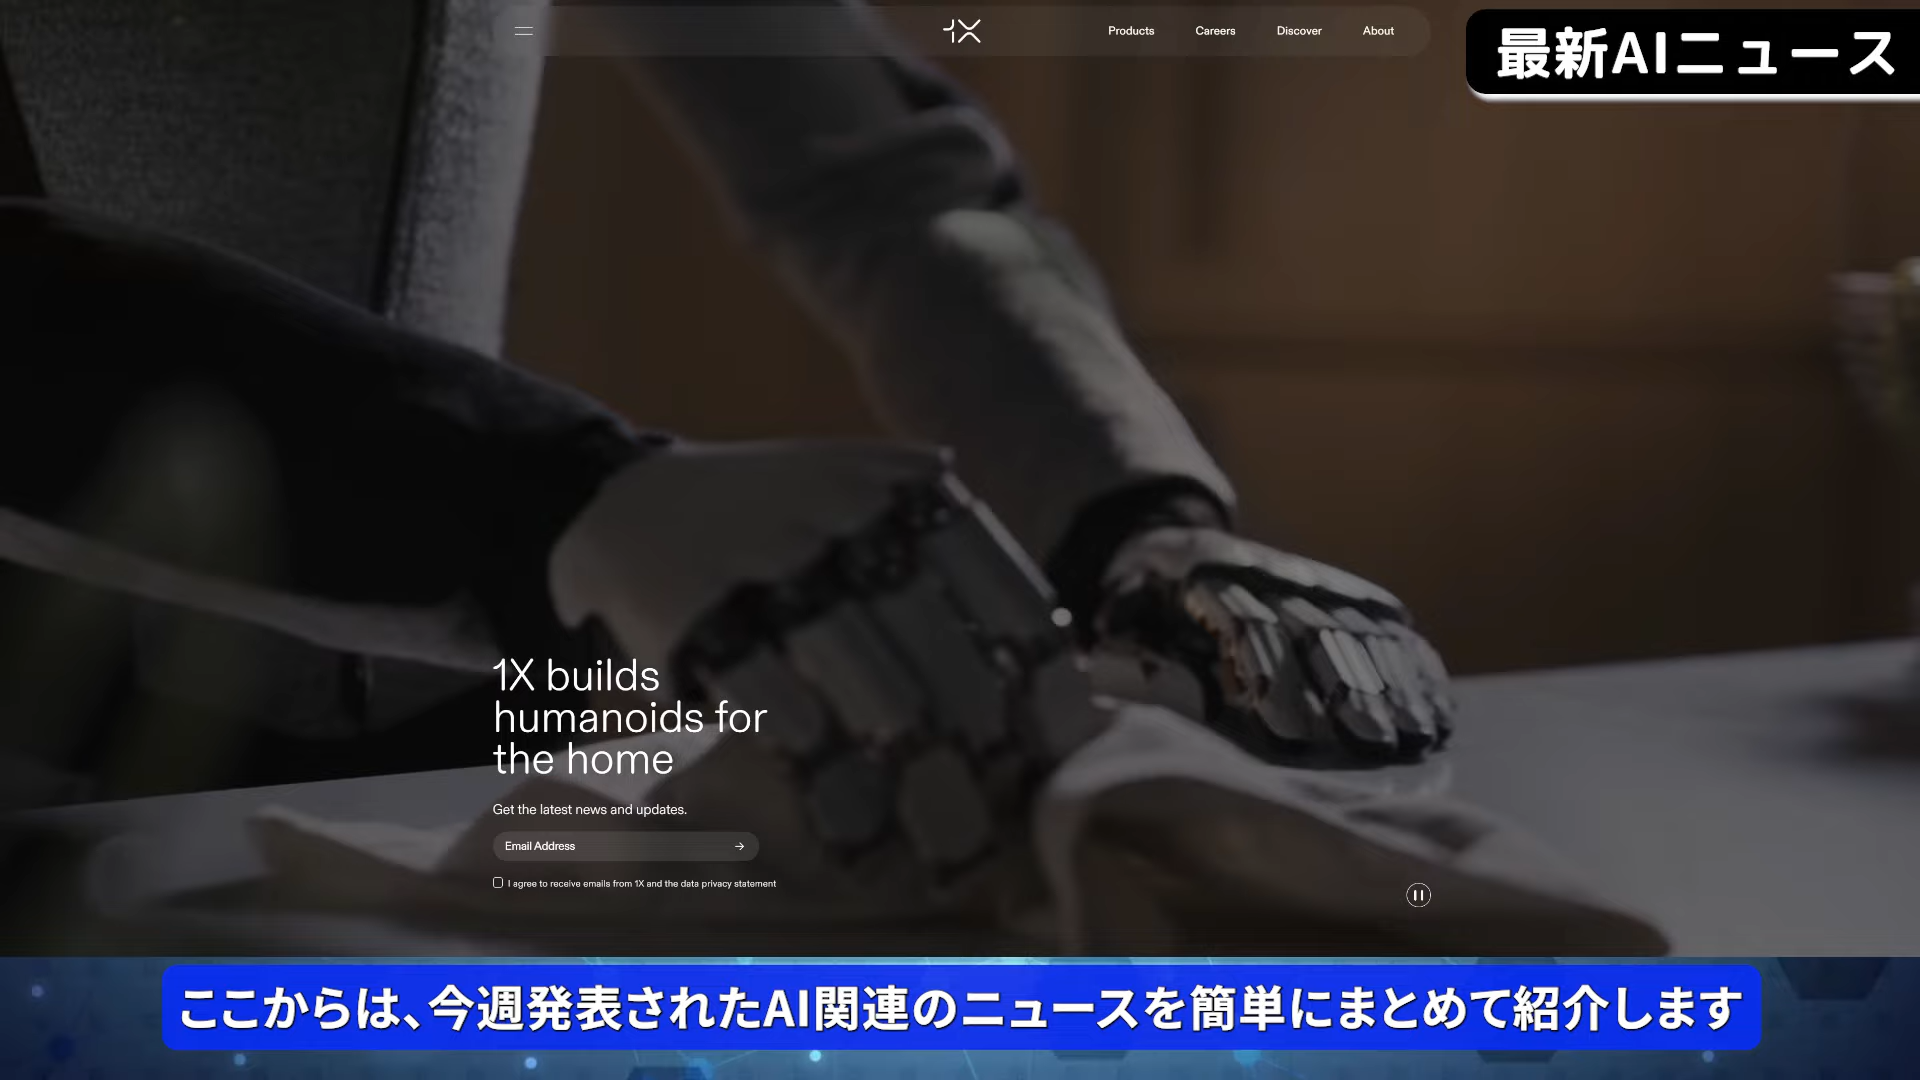 1X
Products
Careers
Discover
About
最新AIニュース
1X builds
humanoids for
the home
Get the latest news and updates.
Email Address
I agree to receive emails from 1X and the data privacy statement
ここからは、今週発表されたAI関連のニュースを簡単にまとめて紹介します